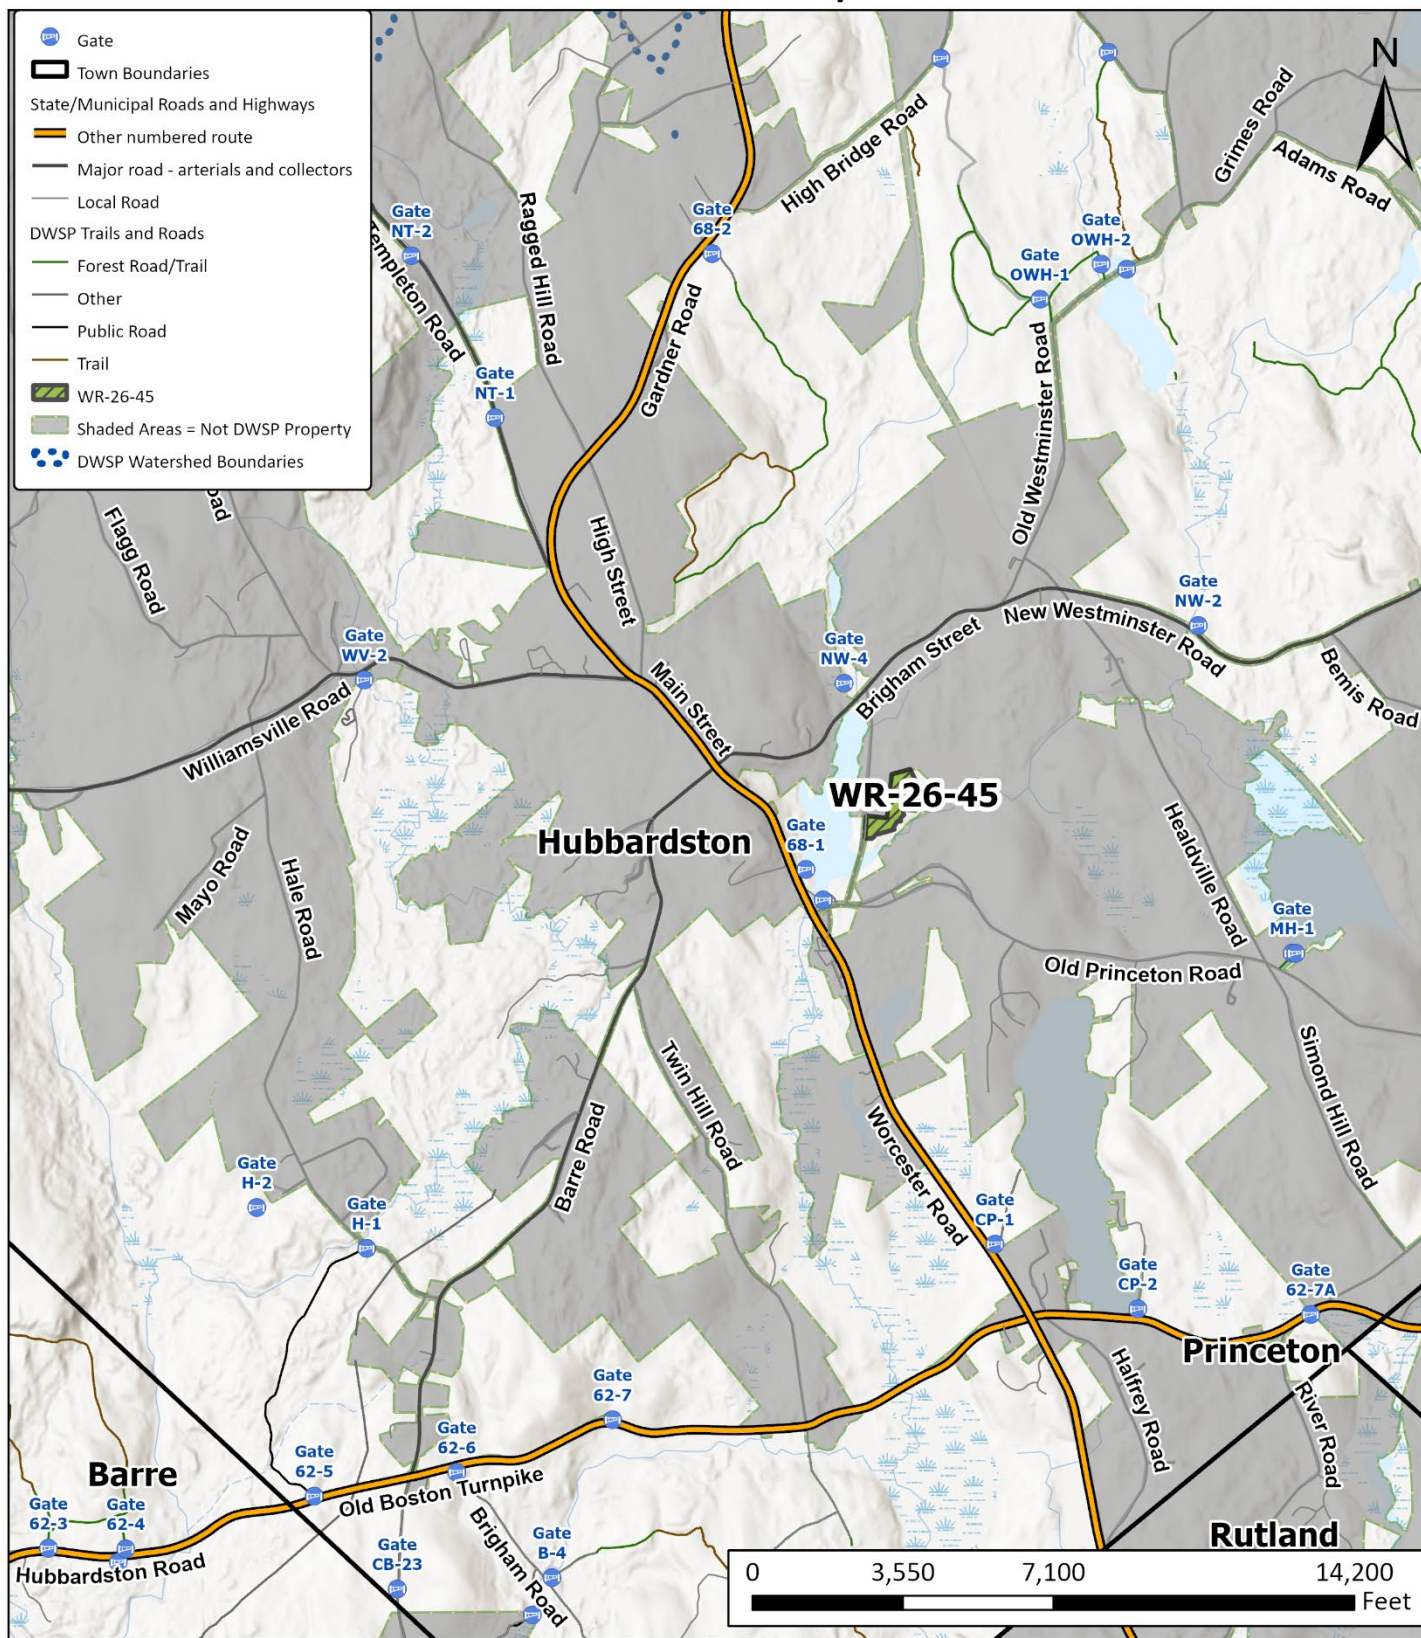 Gate
Town Boundaries
State/Municipal Roads and Highways
Other numbered route
Major road - arterials and collectors
Local Road
DWSP Trails and Roads
Forest Road/Trail
Other
Public Road
Trail
WR-26-45
Shaded Areas = Not DWSP Property
DWSP Watershed Boundaries
N
High Bridge Road
Grimes Road
Adams Road
Gate
NT-2
Templeton Road
Ragged Hill Road
Gate
68-2
Gate
OWH-2
Gate
OWH-1
Gardner Road
Gate
NT-1
Old Westminster Road
Flagg Road
oad
High Street
Gate
WV-2
Gate
NW-4
Brigham Street
New Westminster Road
Gate
NW-2
Bemis Road
Williamsville Road
Main Street
WR-26-45
Hubbardston
Gate
68-1
Mayo Road
Hale Road
Healdville Road
Gate
MH-1
Old Princeton Road
Simond Hill Road
Twin Hill Road
Barre Road
Worcester Road
Gate
H-2
Gate
H-1
Gate
CP-1
Gate
CP-2
Gate
62-7A
Princeton
Halfrey Road
River Road
Gate
62-7
Gate
62-6
Gate
62-5
Old Boston Turnpike
Barre
Gate
62-3
Gate
62-4
Hubbardston Road
Gate
CB-23
Brigham Road
Gate
B-4
Rutland
0 3,550 7,100 14,200
Feet